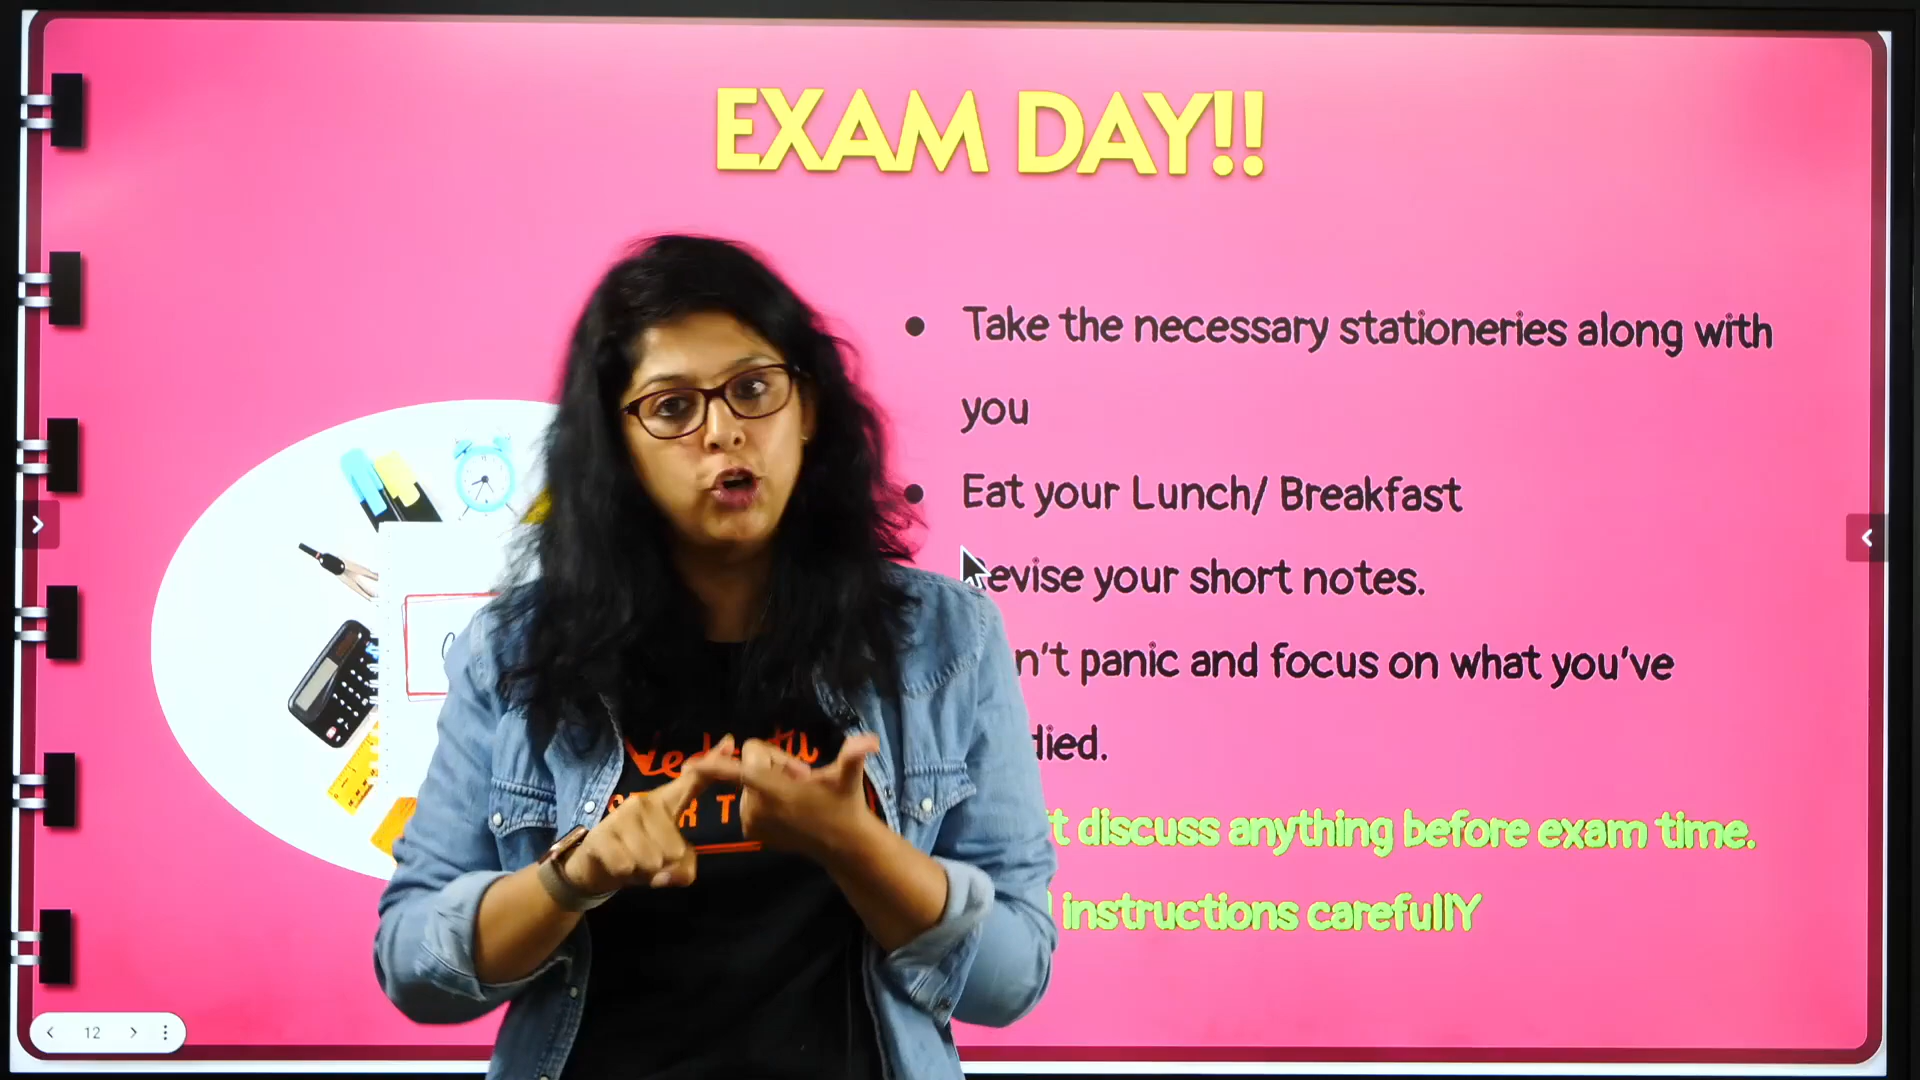 EXAM DAY!!
Take the necessary stationeries along with
you
Eat your Lunch/ Breakfast
evise your short notes.
n't panic and focus on what you've
died.
't discuss anything before exam time.
instructions carefullY
12